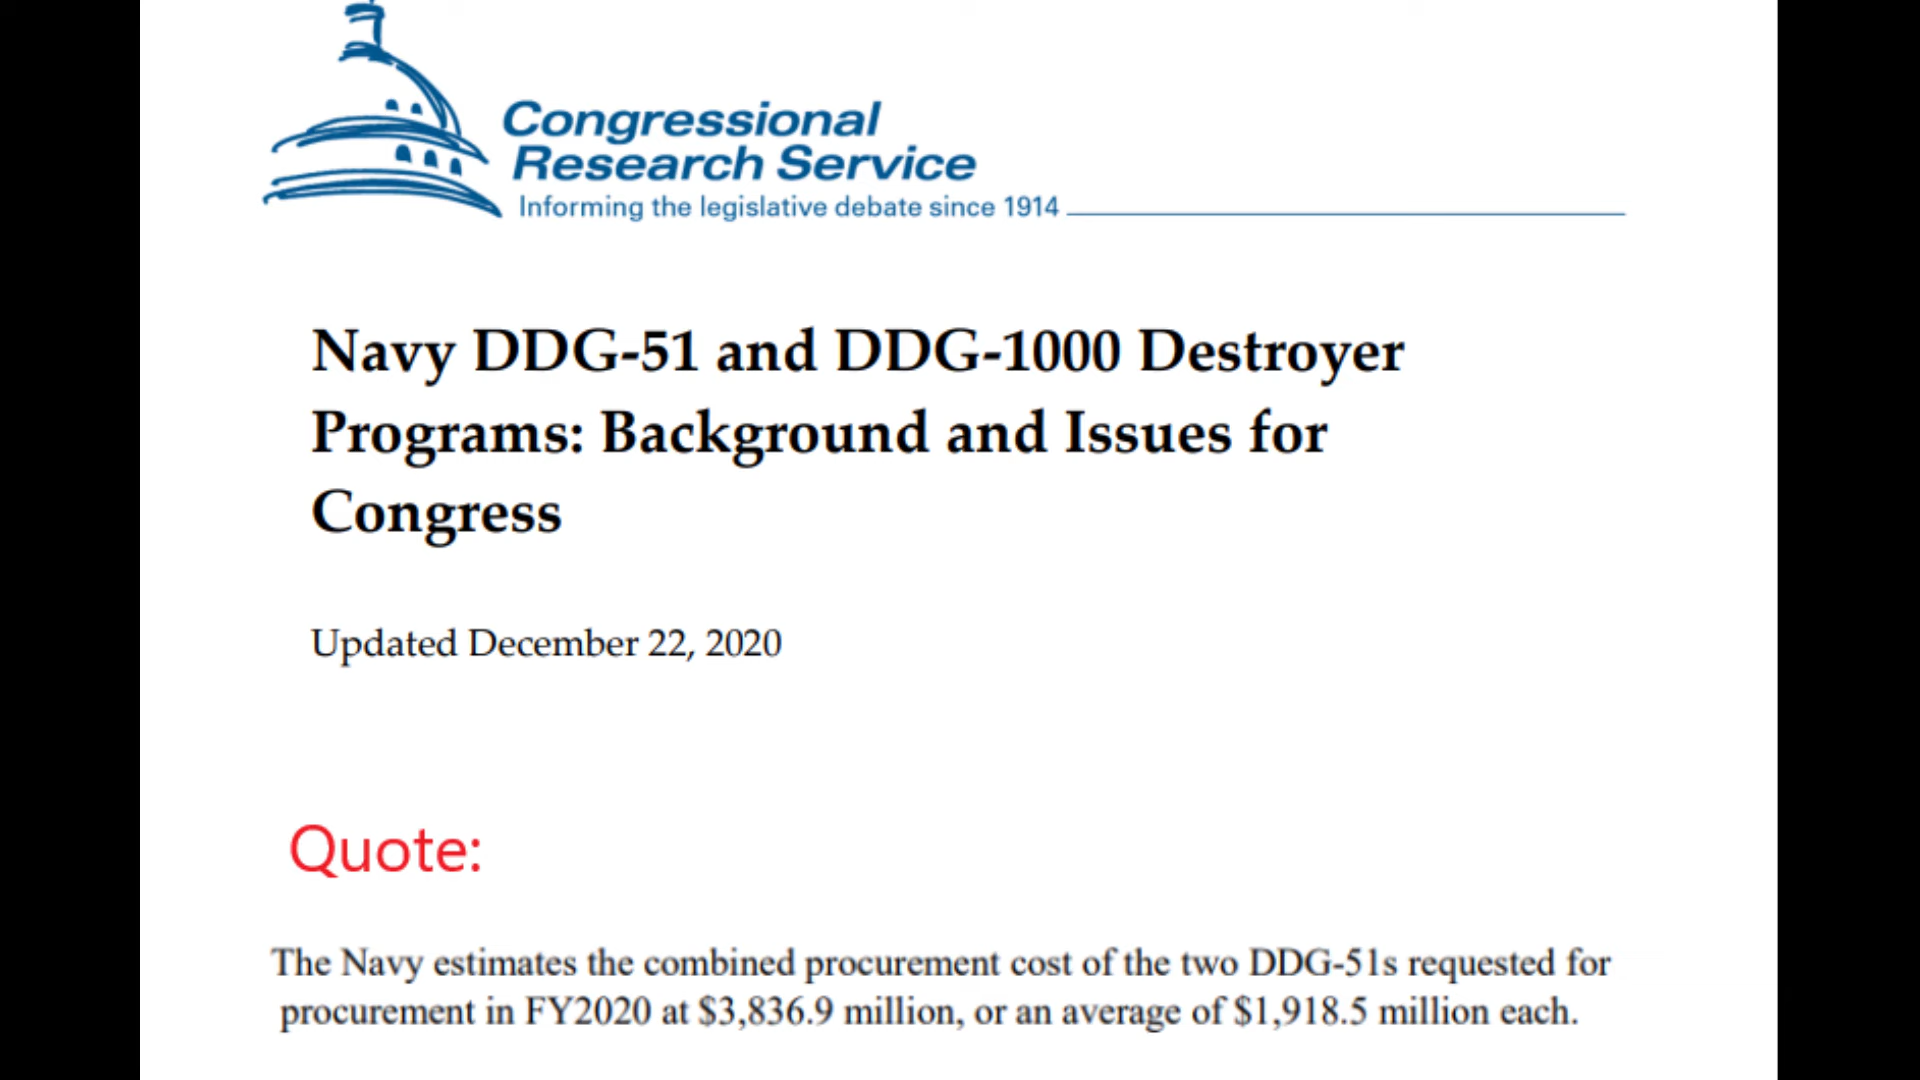 Congressional
Research Service
Informing the legislative debate since 1914
Navy DDG-51 and DDG-1000 Destroyer
Programs: Background and Issues for
Congress
Updated December 22, 2020
Quote:
The Navy estimates the combined procurement cost of the two DDG-51s requested for
procurement in FY2020 at $3,836.9 million, or an average of $1,918.5 million each.